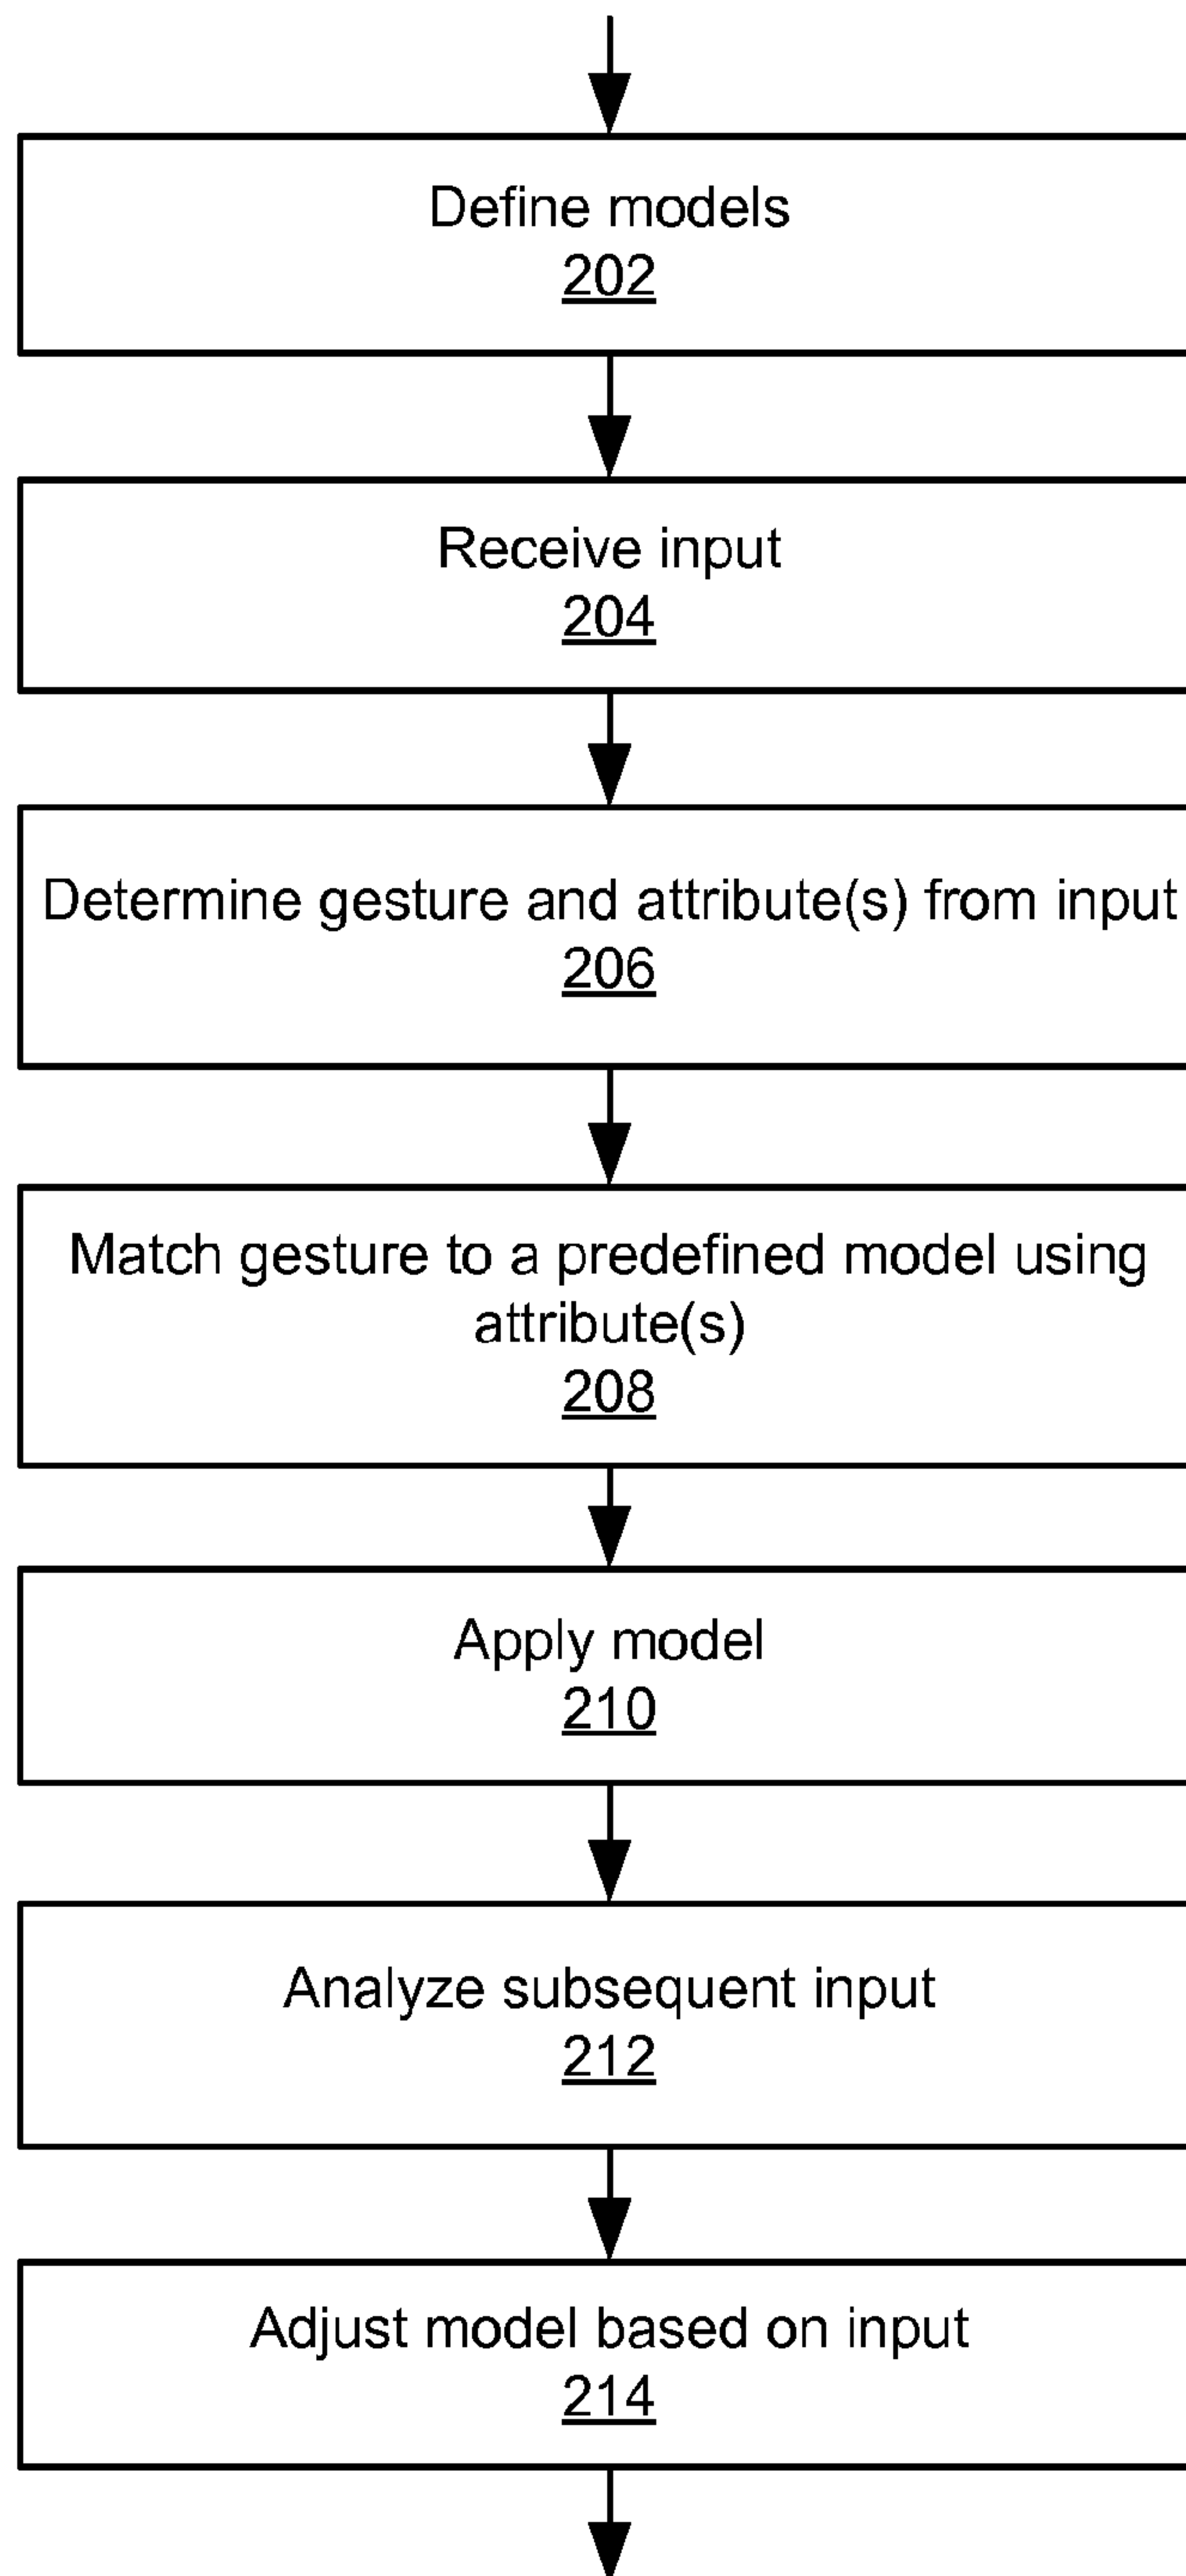 Define models
202
Receive input
204
Determine gesture and attribute(s) from input
206
Match gesture to a predefined model using
attribute(s)
208
Apply model
210
Analyze subsequent input
212
Adjust model based on input
214